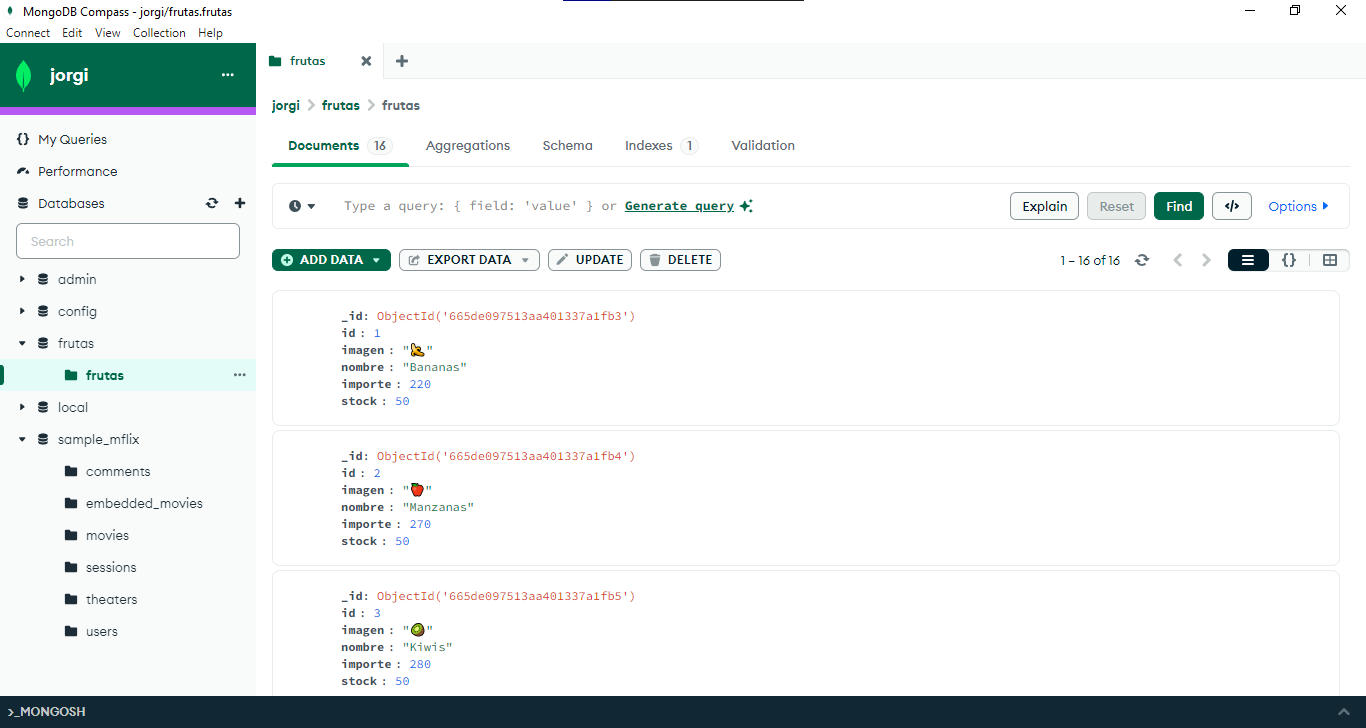 MongoDB Compass - jorgi/frutas.frutas
Connect Edit View Collection Help
jorgi
My Queries
Performance
Databases
Search
admin
config
frutas
frutas
local
sample_mflix
comments
embedded_movies
movies
sessions
theaters
users
frutas
jorgi > frutas > frutas
Documents 16 Aggregations Schema Indexes 1 Validation
Type a query: { field: 'value' } or Generate query
Explain Reset Find </> Options
ADD DATA EXPORT DATA UPDATE DELETE
1 – 16 of 16
_id: ObjectId('665de097513aa401337a1fb3')
id : 1
imagen : "🍌"
nombre : "Bananas"
importe : 220
stock : 50
_id: ObjectId('665de097513aa401337a1fb4')
id : 2
imagen : "🍎"
nombre : "Manzanas"
importe : 270
stock : 50
_id: ObjectId('665de097513aa401337a1fb5')
id : 3
imagen : "🥝"
nombre : "Kiwis"
importe : 280
stock : 50
>_MONGOSH